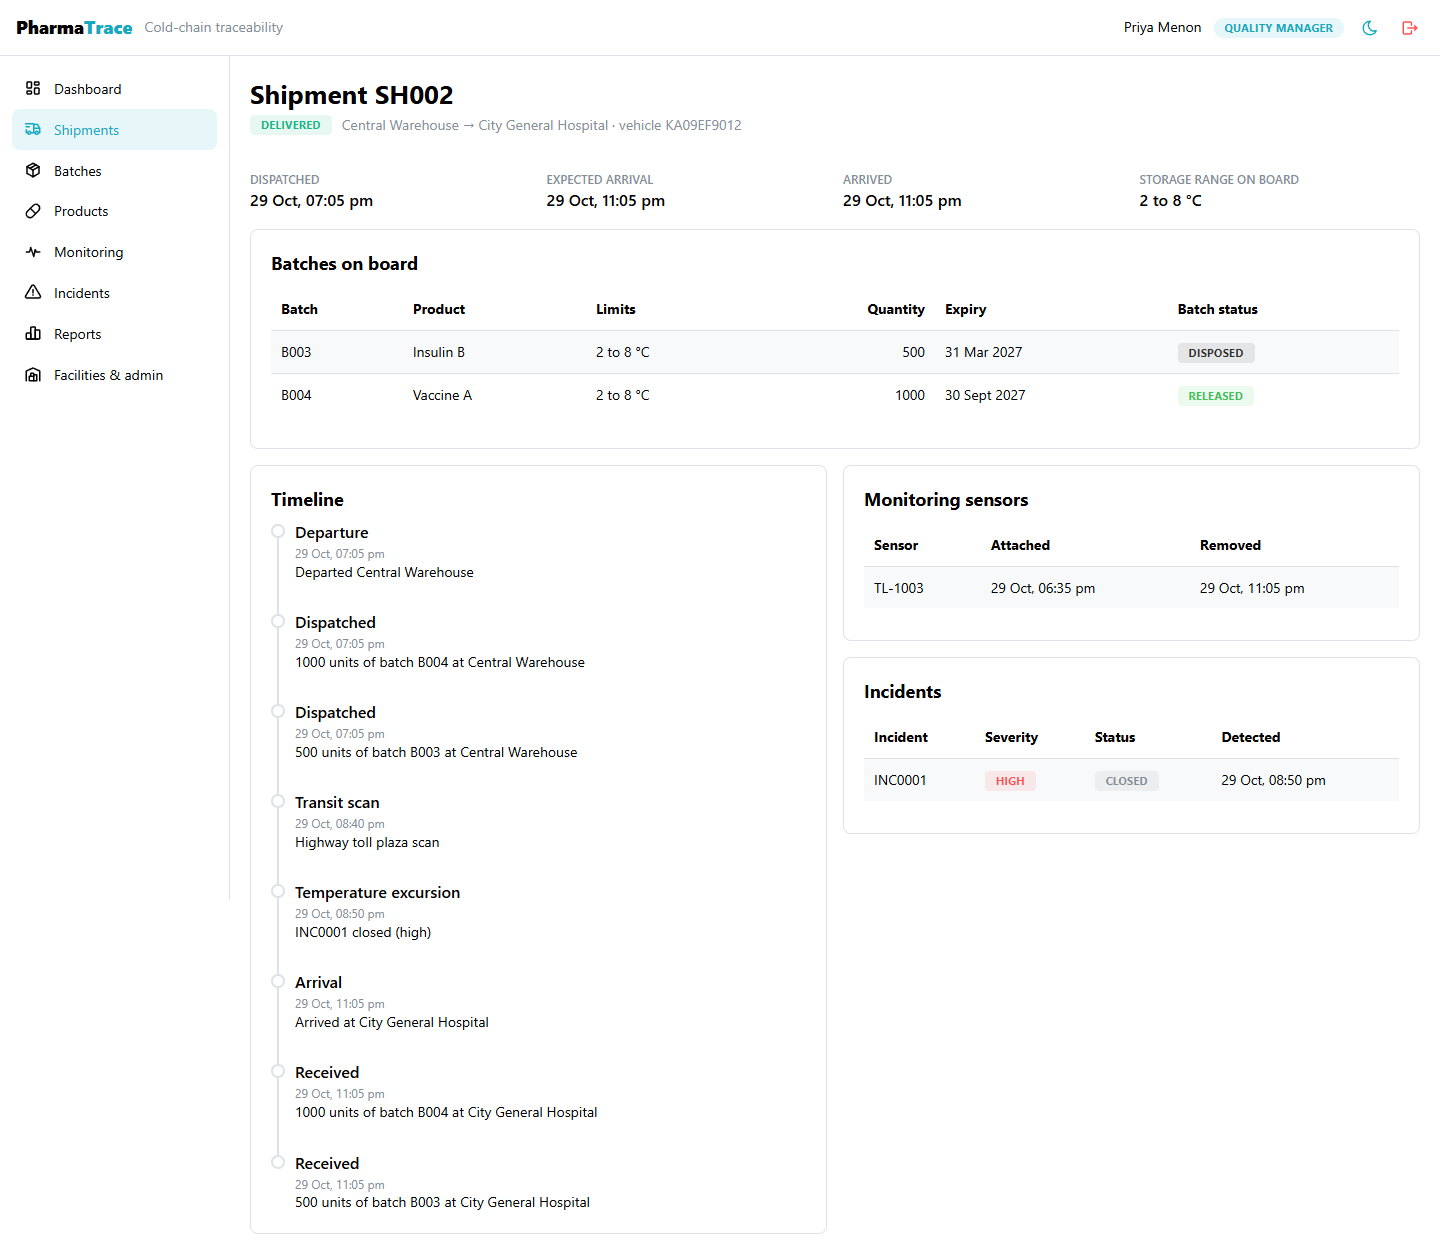 PharmaTrace Cold-chain traceability
Priya Menon QUALITY MANAGER
Dashboard
Shipments
Batches
Products
Monitoring
Incidents
Reports
Facilities & admin
Shipment SH002
DELIVERED Central Warehouse → City General Hospital · vehicle KA09EF9012
DISPATCHED EXPECTED ARRIVAL ARRIVED STORAGE RANGE ON BOARD
29 Oct, 07:05 pm 29 Oct, 11:05 pm 29 Oct, 11:05 pm 2 to 8 °C
Batches on board
Batch Product Limits Quantity Expiry Batch status
B003 Insulin B 2 to 8 °C 500 31 Mar 2027 DISPOSED
B004 Vaccine A 2 to 8 °C 1000 30 Sept 2027 RELEASED
Timeline
Departure
29 Oct, 07:05 pm
Departed Central Warehouse
Dispatched
29 Oct, 07:05 pm
1000 units of batch B004 at Central Warehouse
Dispatched
29 Oct, 07:05 pm
500 units of batch B003 at Central Warehouse
Transit scan
29 Oct, 08:40 pm
Highway toll plaza scan
Temperature excursion
29 Oct, 08:50 pm
INC0001 closed (high)
Arrival
29 Oct, 11:05 pm
Arrived at City General Hospital
Received
29 Oct, 11:05 pm
1000 units of batch B004 at City General Hospital
Received
29 Oct, 11:05 pm
500 units of batch B003 at City General Hospital
Monitoring sensors
Sensor Attached Removed
TL-1003 29 Oct, 06:35 pm 29 Oct, 11:05 pm
Incidents
Incident Severity Status Detected
INC0001 HIGH CLOSED 29 Oct, 08:50 pm